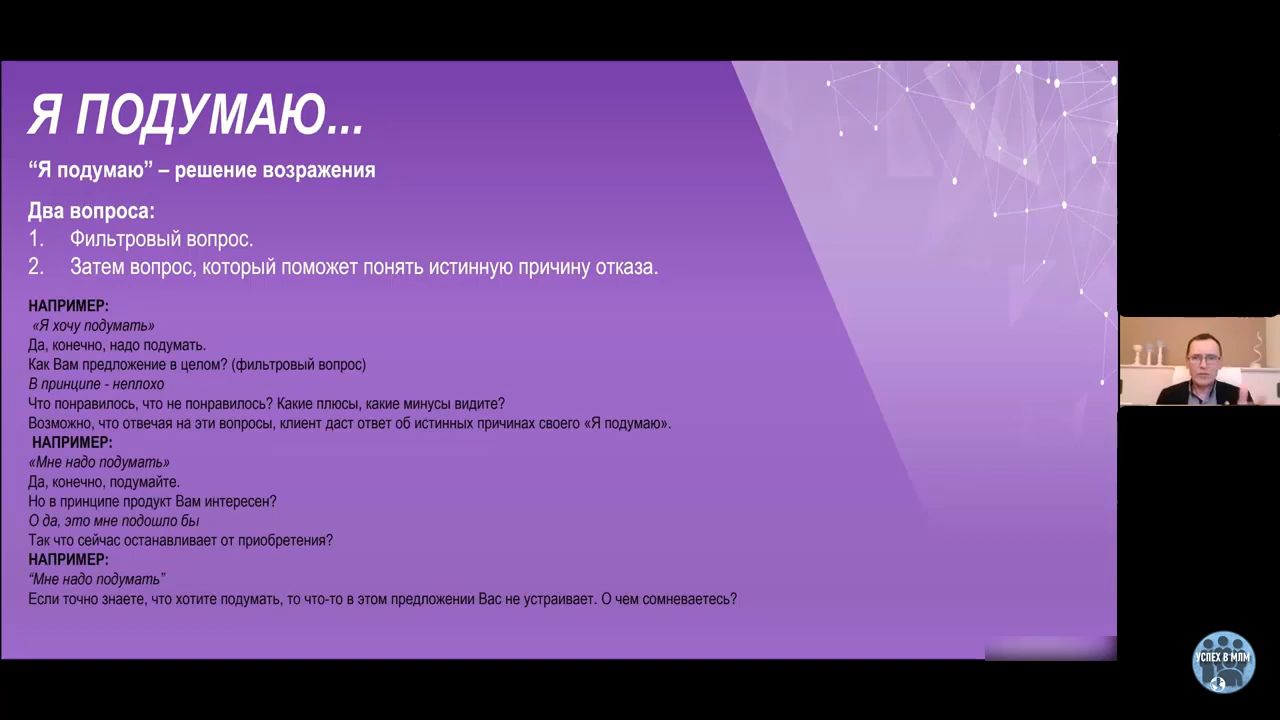 Я ПОДУМАЮ...
“Я подумаю” – решение возражения
Два вопроса:
1. Фильтровый вопрос.
2. Затем вопрос, который поможет понять истинную причину отказа.
НАПРИМЕР:
«Я хочу подумать»
Да, конечно, надо подумать.
Как Вам предложение в целом? (фильтровый вопрос)
В принципе - неплохо
Что понравилось, что не понравилось? Какие плюсы, какие минусы видите?
Возможно, что отвечая на эти вопросы, клиент даст ответ об истинных причинах своего «Я подумаю».
НАПРИМЕР:
«Мне надо подумать»
Да, конечно, подумайте.
Но в принципе продукт Вам интересен?
О да, это мне подошло бы
Так что сейчас останавливает от приобретения?
НАПРИМЕР:
“Мне надо подумать”
Если точно знаете, что хотите подумать, то что-то в этом предложении Вас не устраивает. О чем сомневаетесь?
УСПЕХ В МЛМ